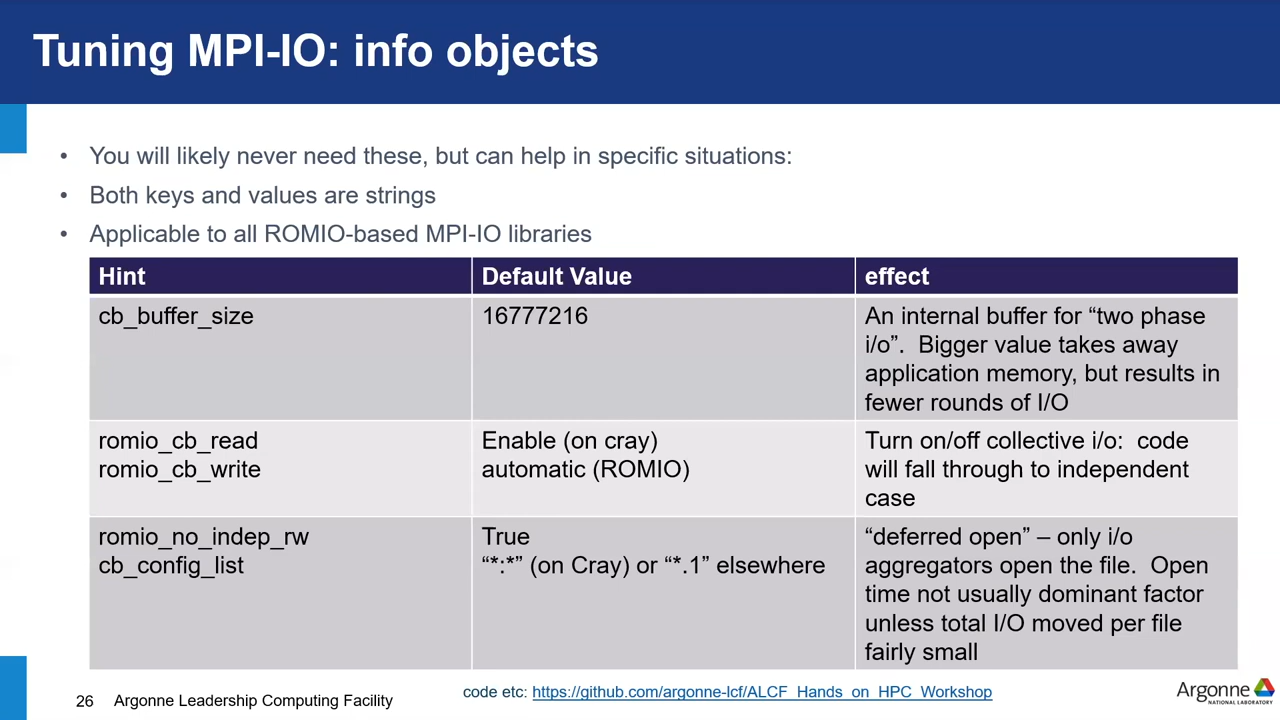 Tuning MPI-IO: info objects
• You will likely never need these, but can help in specific situations:
• Both keys and values are strings
• Applicable to all ROMIO-based MPI-IO libraries
Hint Default Value effect
cb_buffer_size 16777216 An internal buffer for “two phase
i/o”. Bigger value takes away
application memory, but results in
fewer rounds of I/O
romio_cb_read Enable (on cray) Turn on/off collective i/o: code
romio_cb_write automatic (ROMIO) will fall through to independent
case
romio_no_indep_rw True “deferred open” – only i/o
cb_config_list “*:*” (on Cray) or “*.1” elsewhere aggregators open the file. Open
time not usually dominant factor
unless total I/O moved per file
fairly small
26 Argonne Leadership Computing Facility code etc: https://github.com/argonne-lcf/ALCF_Hands_on_HPC_Workshop
Argonne
NATIONAL LABORATORY